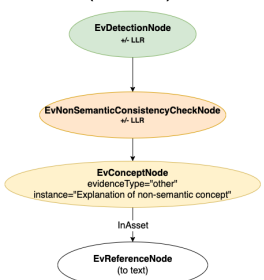 EvDetectionNode
+/- LLR
EvNonSemanticConsistencyCheckNode
+/- LLR
EvConceptNode
evidenceType="other"
instance="Explanation of non-semantic concept"
InAsset
EvReferenceNode
(to text)